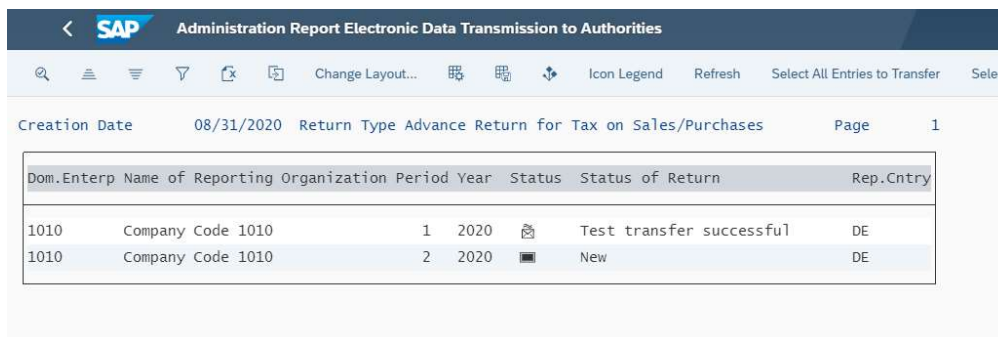 SAP Administration Report Electronic Data Transmission to Authorities
Change Layout... Icon Legend Refresh Select All Entries to Transfer Sele
Creation Date 08/31/2020 Return Type Advance Return for Tax on Sales/Purchases Page 1
Dom.Enterp Name of Reporting Organization Period Year Status Status of Return Rep.Cntry
1010 Company Code 1010 1 2020 Test transfer successful DE
1010 Company Code 1010 2 2020 New DE